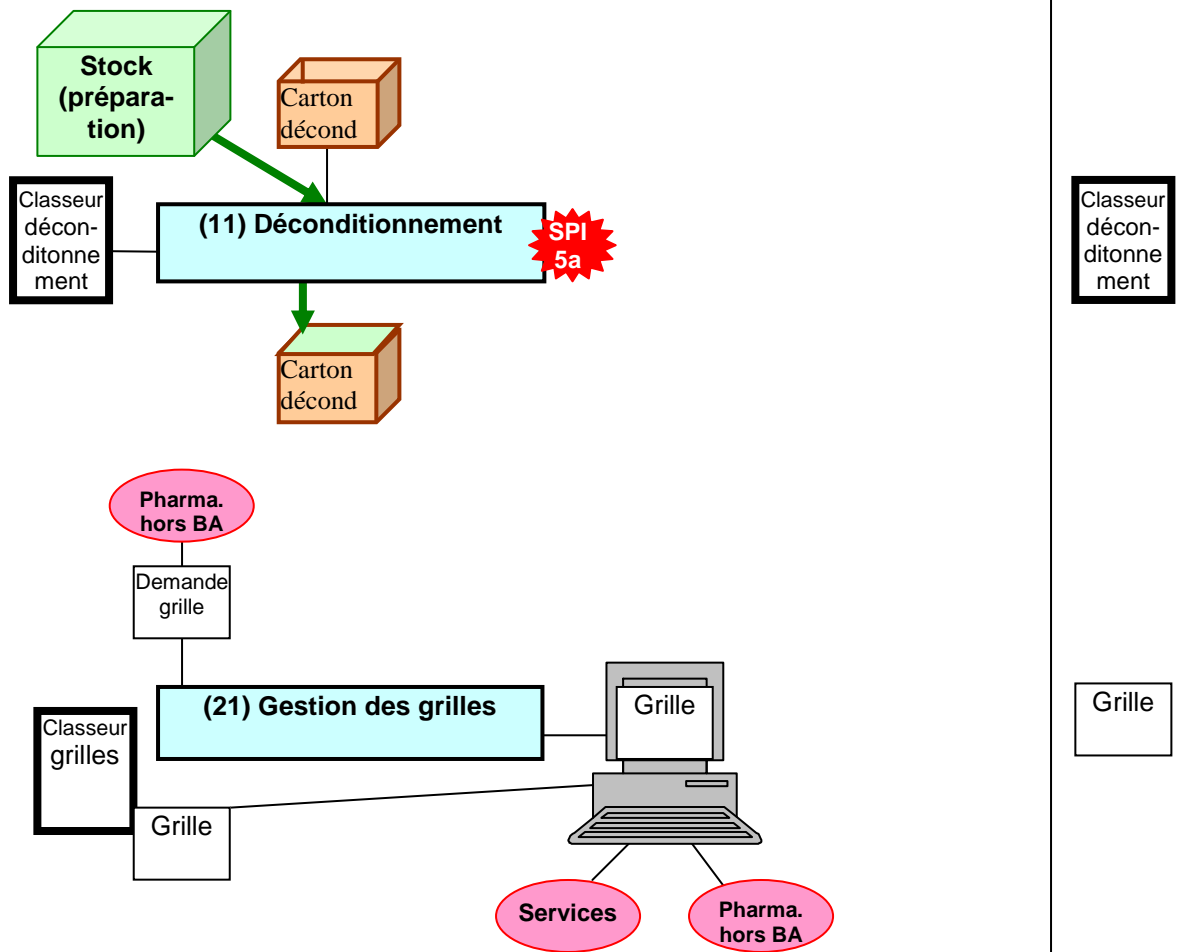 Stock
(prépara-
tion)
Carton
décond
Classeur
décon-
ditonne
ment
(11) Déconditionnement
SPI
5a
Classeur
décon-
ditonne
ment
Carton
décond
Pharma.
hors BA
Demande
grille
(21) Gestion des grilles
Grille
Grille
Classeur
grilles
Grille
Services
Pharma.
hors BA